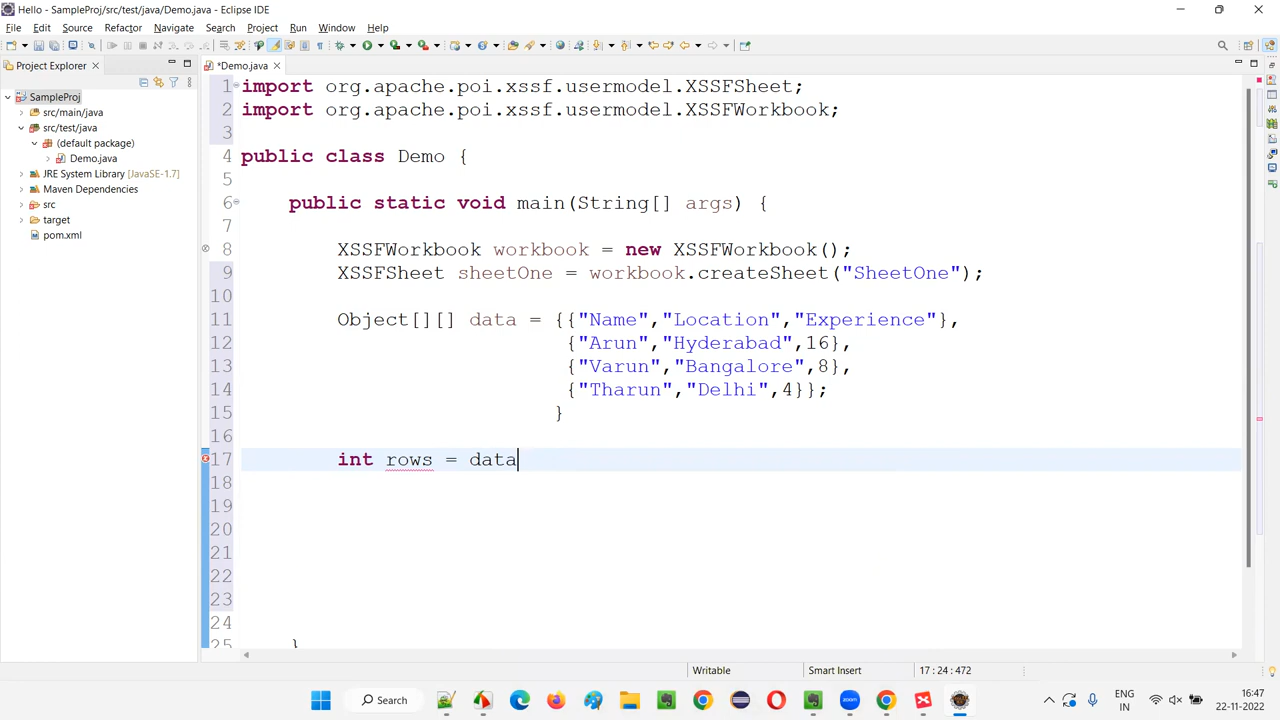 Hello - SampleProj/src/test/java/Demo.java - Eclipse IDE
File Edit Source Refactor Navigate Search Project Run Window Help
Project Explorer
*Demo.java
SampleProj
src/main/java
src/test/java
(default package)
Demo.java
JRE System Library [JavaSE-1.7]
Maven Dependencies
src
target
pom.xml
1 import org.apache.poi.xssf.usermodel.XSSFSheet;
2 import org.apache.poi.xssf.usermodel.XSSFWorkbook;
3
4 public class Demo {
5
6 public static void main(String[] args) {
7
8 XSSFWorkbook workbook = new XSSFWorkbook();
9 XSSFSheet sheetOne = workbook.createSheet("SheetOne");
10
11 Object[][] data = {{"Name","Location","Experience"},
12 {"Arun","Hyderabad",16},
13 {"Varun","Bangalore",8},
14 {"Tharun","Delhi",4}};
15 }
16
17 int rows = data
18
19
20
21
22
23
24
25 }
Writable Smart Insert 17 : 24 : 472
Search
zoom
ENG
IN
16:47
22-11-2022